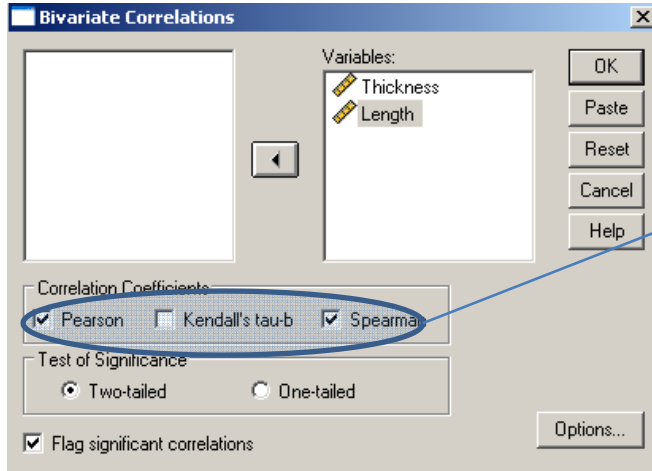 Bivariate Correlations
Variables:
Thickness
Length
OK
Paste
Reset
Cancel
Help
Correlation Coefficients
Pearson Kendall's tau-b Spearman
Test of Significance
Two-tailed One-tailed
Flag significant correlations
Options...